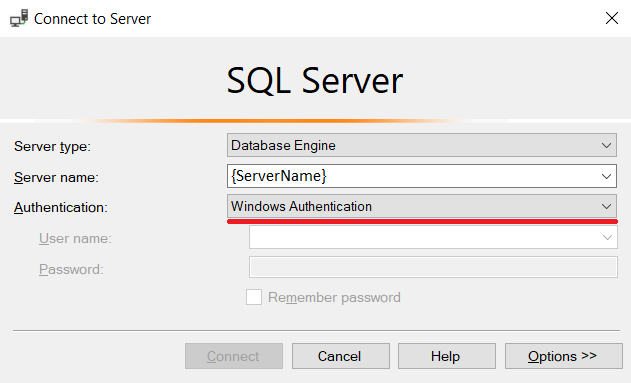 Connect to Server
SQL Server
Server type: Database Engine
Server name: {ServerName}
Authentication: Windows Authentication
User name:
Password:
Remember password
Connect Cancel Help Options >>